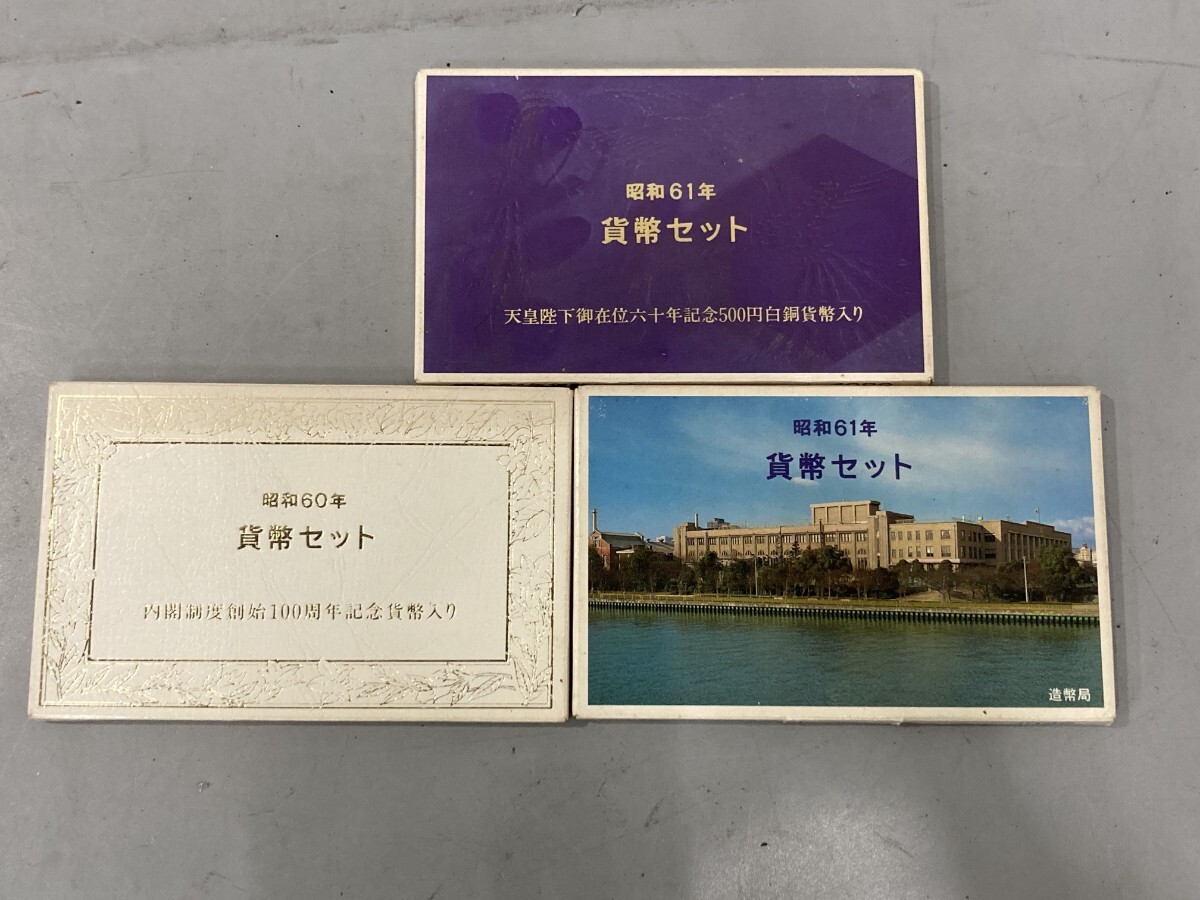 昭和61年
貨幣セット
天皇陛下御在位六十年記念500円白銅貨幣入り
昭和60年
貨幣セット
内閣制度創始100周年記念貨幣入り
昭和61年
貨幣セット
造幣局